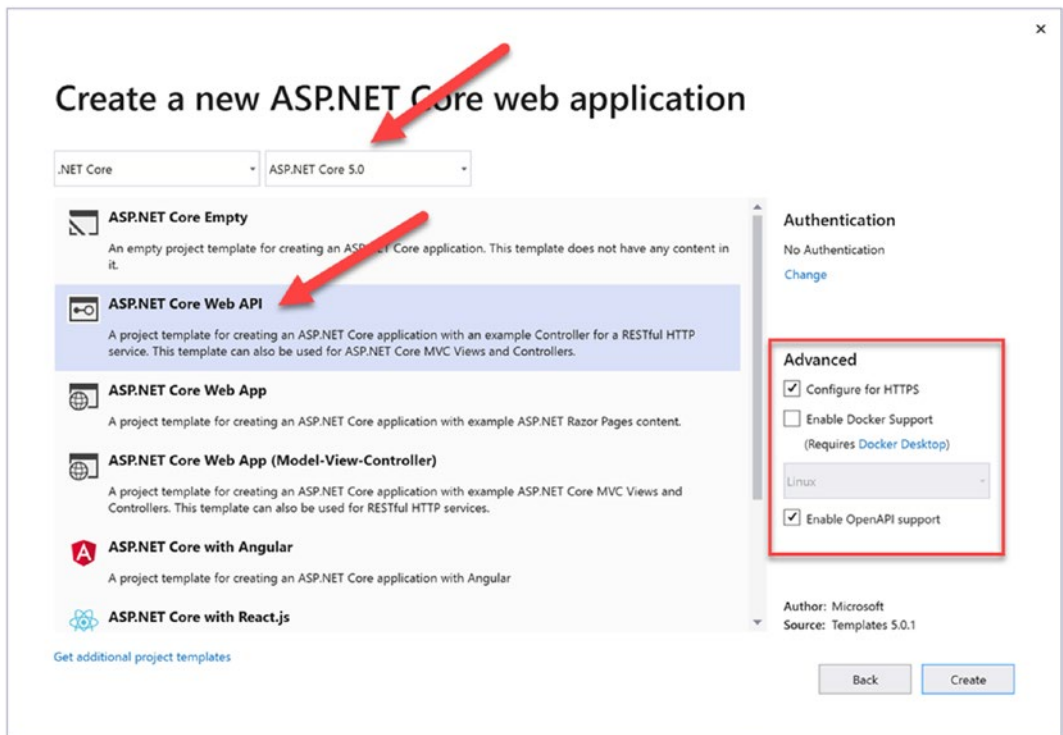 Create a new ASP.NET Core web application
.NET Core
ASP.NET Core 5.0
ASP.NET Core Empty
An empty project template for creating an ASP.NET Core application. This template does not have any content in
it.
ASP.NET Core Web API
A project template for creating an ASP.NET Core application with an example Controller for a RESTful HTTP
service. This template can also be used for ASP.NET Core MVC Views and Controllers.
ASP.NET Core Web App
A project template for creating an ASP.NET Core application with example ASP.NET Razor Pages content.
ASP.NET Core Web App (Model-View-Controller)
A project template for creating an ASP.NET Core application with example ASP.NET Core MVC Views and
Controllers. This template can also be used for RESTful HTTP services.
ASP.NET Core with Angular
A project template for creating an ASP.NET Core application with Angular
ASP.NET Core with React.js
Get additional project templates
Authentication
No Authentication
Change
Advanced
Configure for HTTPS
Enable Docker Support
(Requires Docker Desktop)
Linux
Enable OpenAPI support
Author: Microsoft
Source: Templates 5.0.1
Back
Create